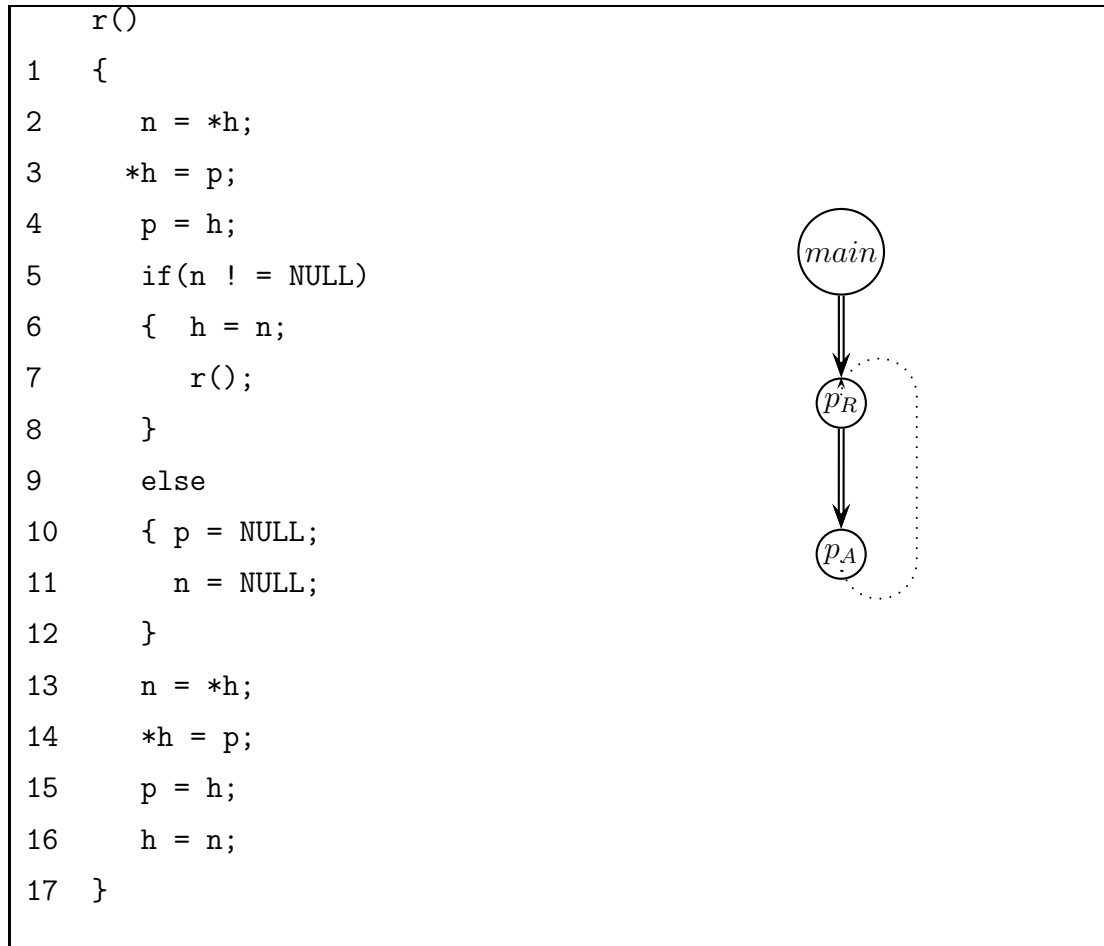 r()
1 {
2 n = *h;
3 *h = p;
4 p = h;
5 if(n ! = NULL)
6 { h = n;
7 r();
8 }
9 else
10 { p = NULL;
11 n = NULL;
12 }
13 n = *h;
14 *h = p;
15 p = h;
16 h = n;
17 }
main
p_R
p_A